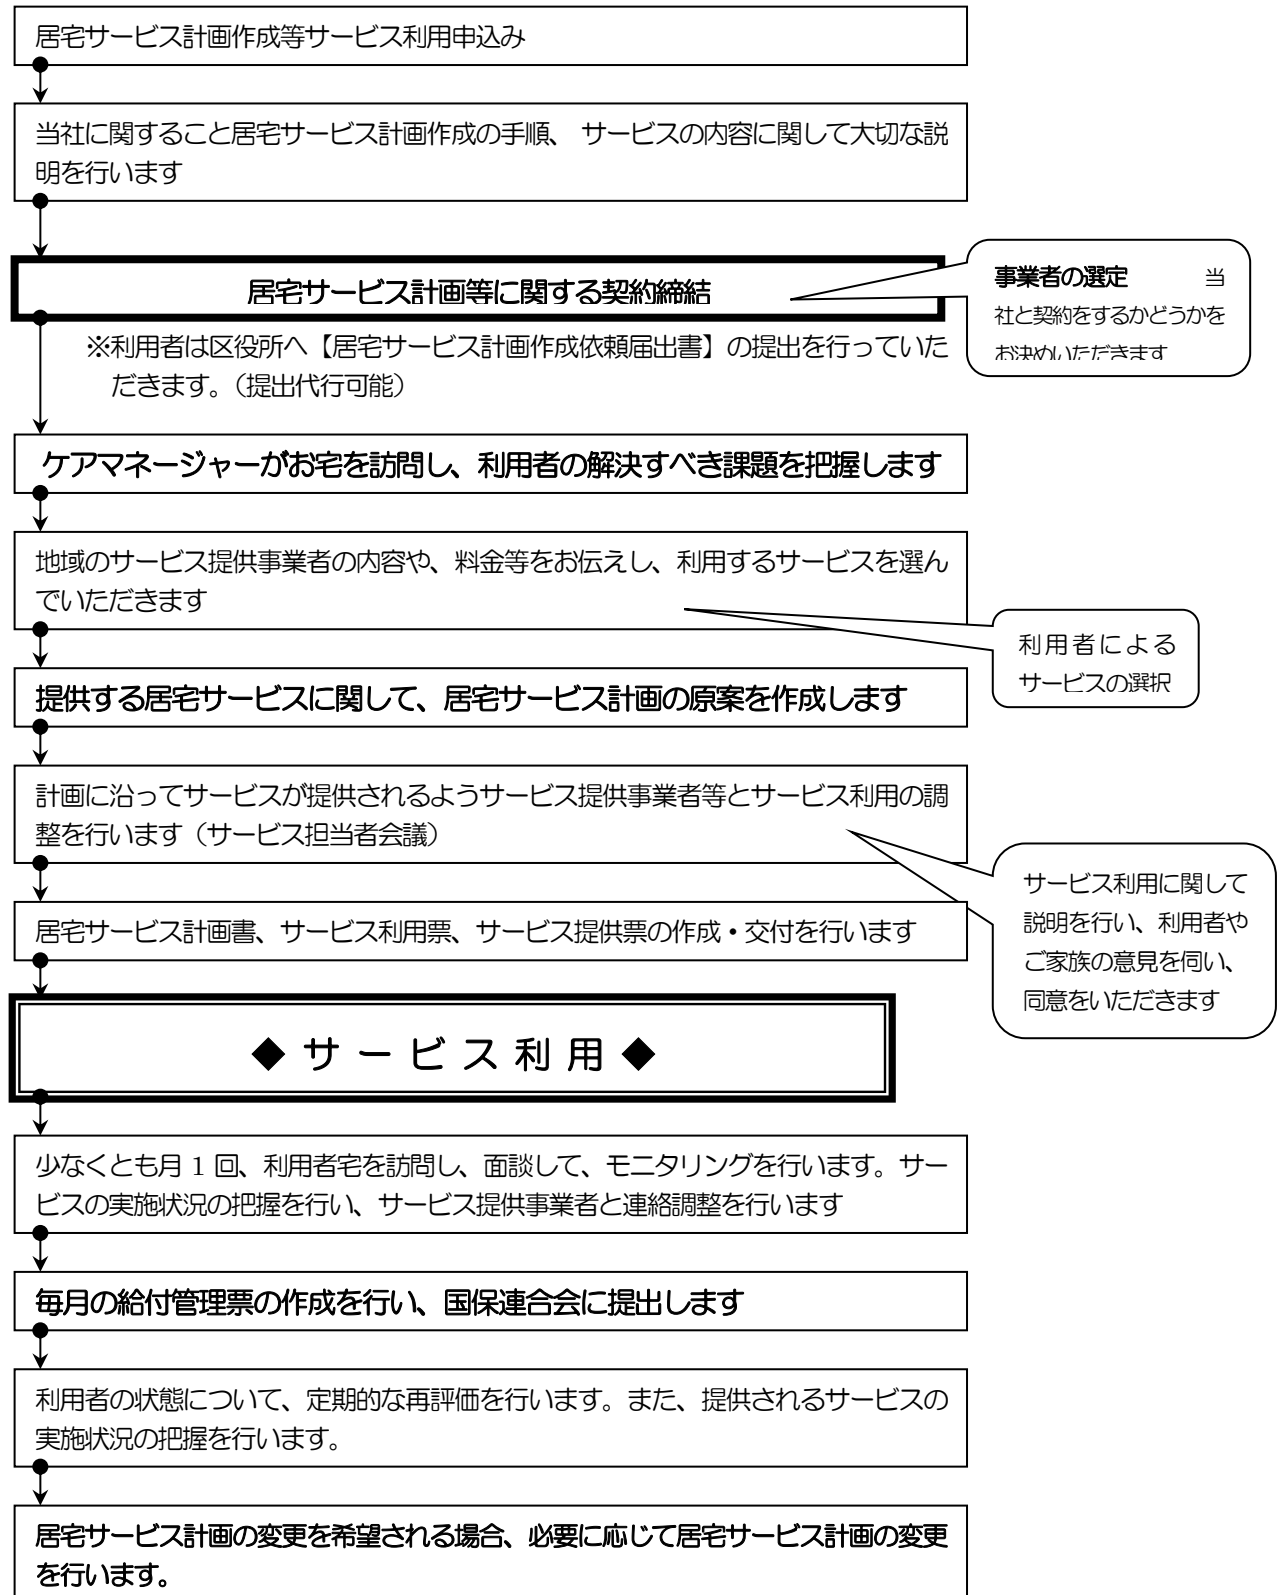 居宅サービス計画作成等サービス利用申込み
当社に関すること居宅サービス計画作成の手順、 サービスの内容に関して大切な説
明を行います
居宅サービス計画等に関する契約締結
事業者の選定 当
社と契約をするかどうかを
お決めいただきます
※利用者は区役所へ【居宅サービス計画作成依頼届出書】の提出を行っていた
だきます。（提出代行可能）
ケアマネージャーがお宅を訪問し、利用者の解決すべき課題を把握します
地域のサービス提供事業者の内容や、料金等をお伝えし、利用するサービスを選ん
でいただきます
利用者による
サービスの選択
提供する居宅サービスに関して、居宅サービス計画の原案を作成します
計画に沿ってサービスが提供されるようサービス提供事業者等とサービス利用の調
整を行います（サービス担当者会議）
サービス利用に関して
説明を行い、利用者や
ご家族の意見を伺い、
同意をいただきます
居宅サービス計画書、サービス利用票、サービス提供票の作成・交付を行います
◆ サ ー ビ ス 利 用 ◆
少なくとも月 1 回、利用者宅を訪問し、面談して、モニタリングを行います。サー
ビスの実施状況の把握を行い、サービス提供事業者と連絡調整を行います
毎月の給付管理票の作成を行い、国保連合会に提出します
利用者の状態について、定期的な再評価を行います。また、提供されるサービスの
実施状況の把握を行います。
居宅サービス計画の変更を希望される場合、必要に応じて居宅サービス計画の変更
を行います。